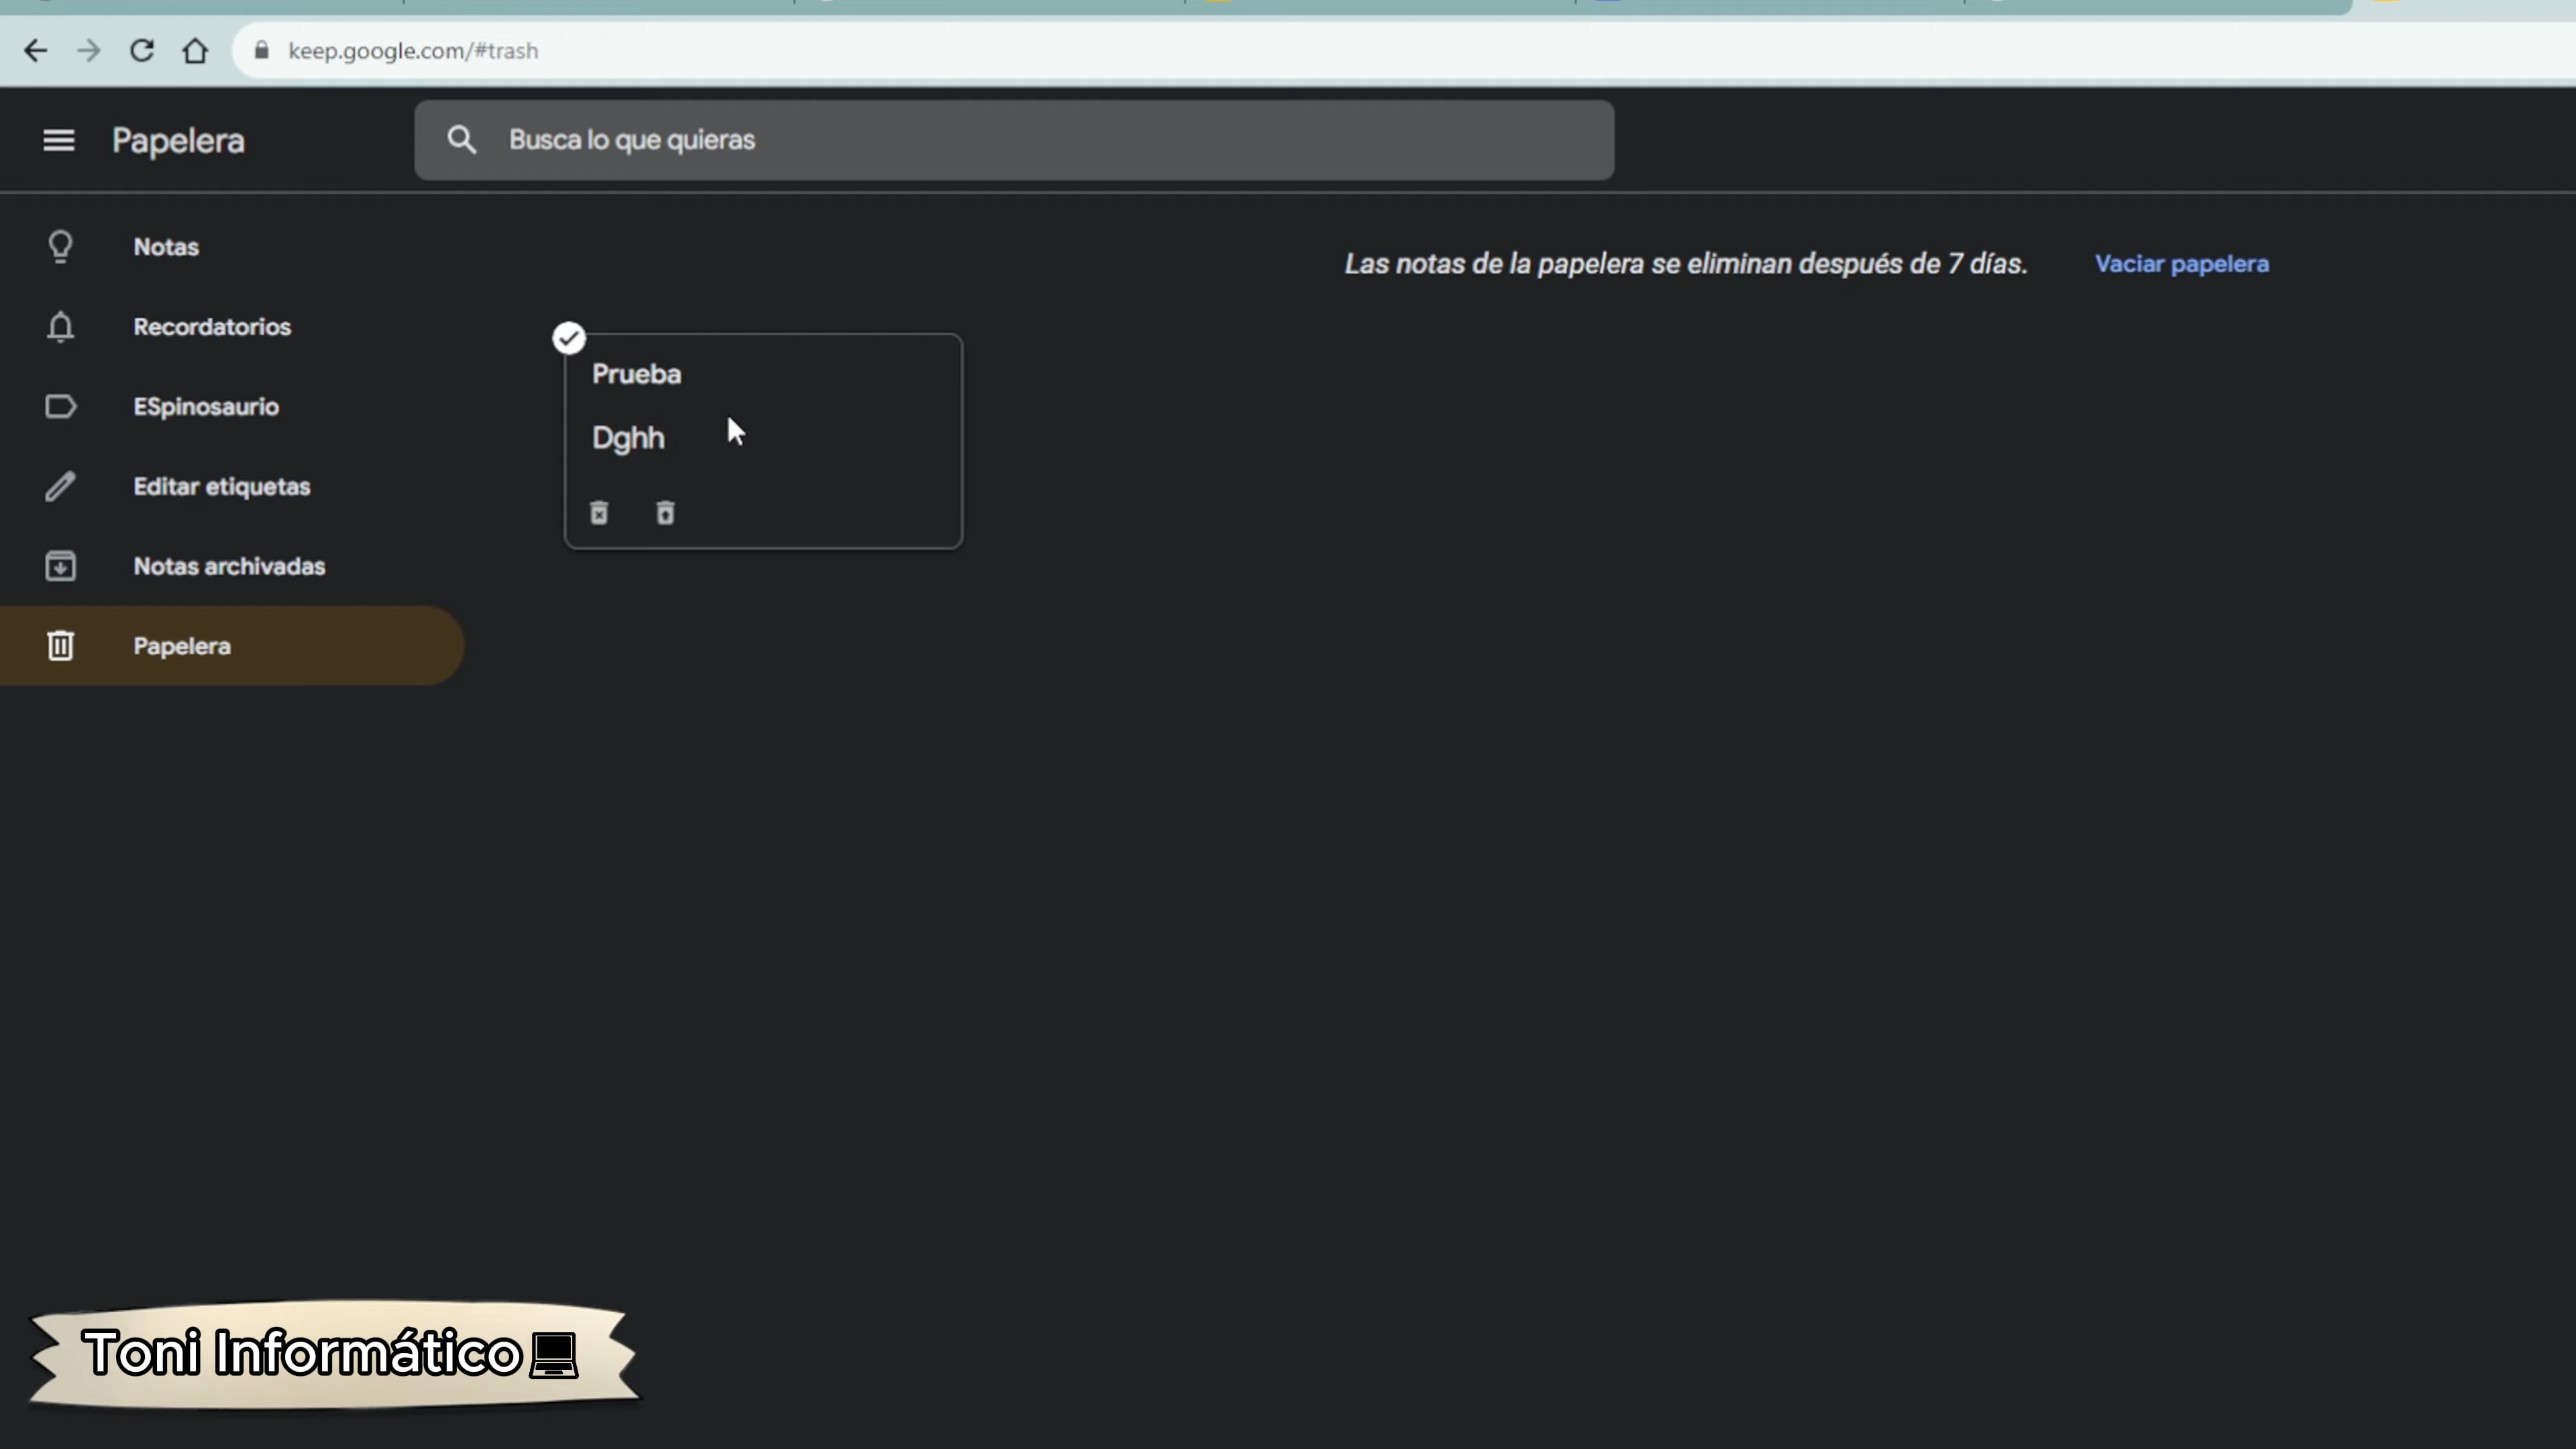 keep.google.com/#trash
Papelera
Busca lo que quieras
Notas
Recordatorios
ESpinosaurio
Editar etiquetas
Notas archivadas
Papelera
Las notas de la papelera se eliminan después de 7 días.
Vaciar papelera
Prueba
Dghh
Toni Informático